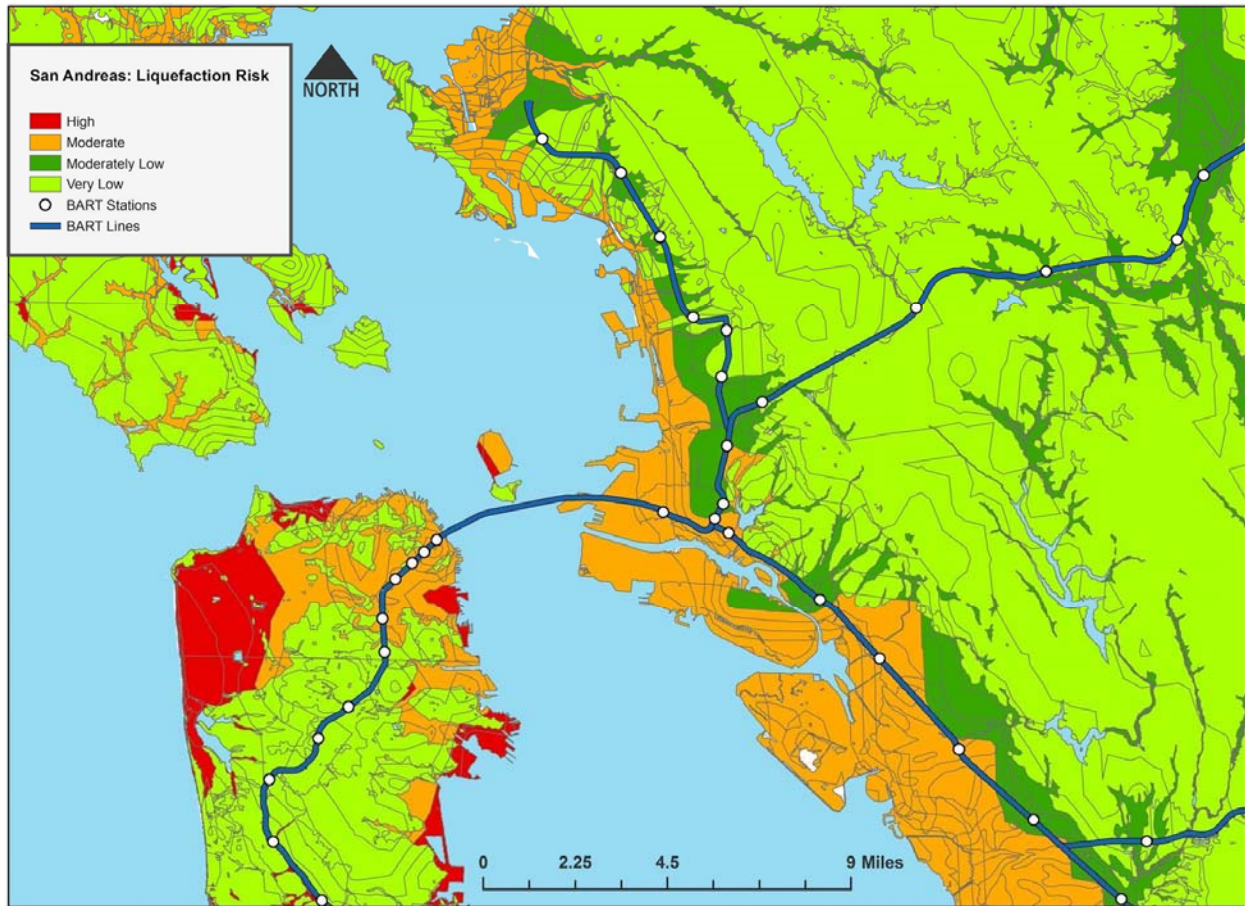 San Andreas: Liquefaction Risk
High
Moderate
Moderately Low
Very Low
BART Stations
BART Lines
NORTH
0 2.25 4.5 9 Miles